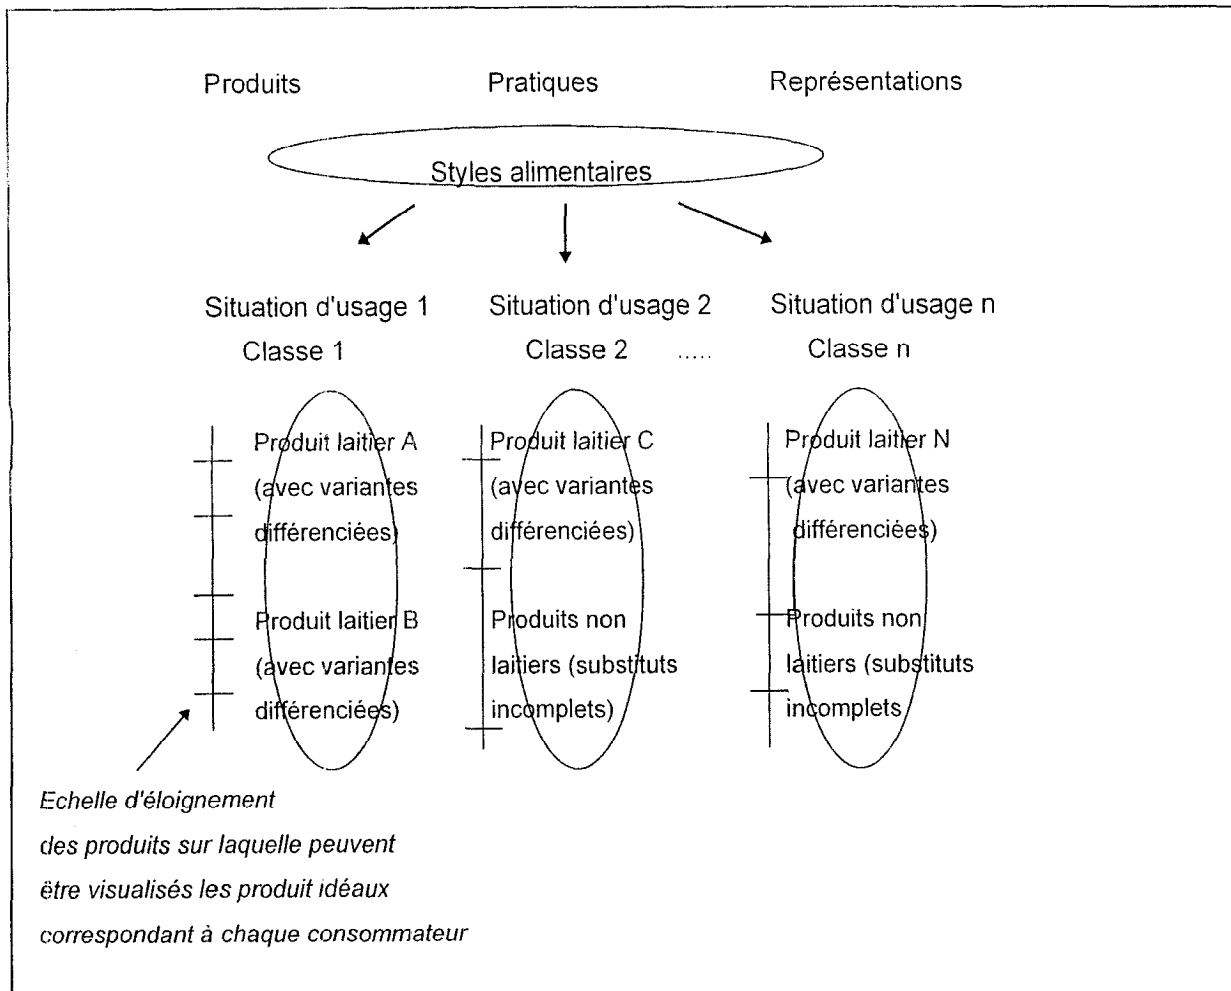 Produits Pratiques Représentations
Styles alimentaires
Situation d'usage 1 Situation d'usage 2 Situation d'usage n
Classe 1 Classe 2 ..... Classe n
Produit laitier A Produit laitier C Produit laitier N
(avec variantes (avec variantes (avec variantes
différenciées) différenciées) différenciées)
Produit laitier B Produits non Produits non
(avec variantes laitiers (substituts laitiers (substituts
différenciées) incomplets) incomplets
Echelle d'éloignement
des produits sur laquelle peuvent
être visualisés les produit idéaux
correspondant à chaque consommateur